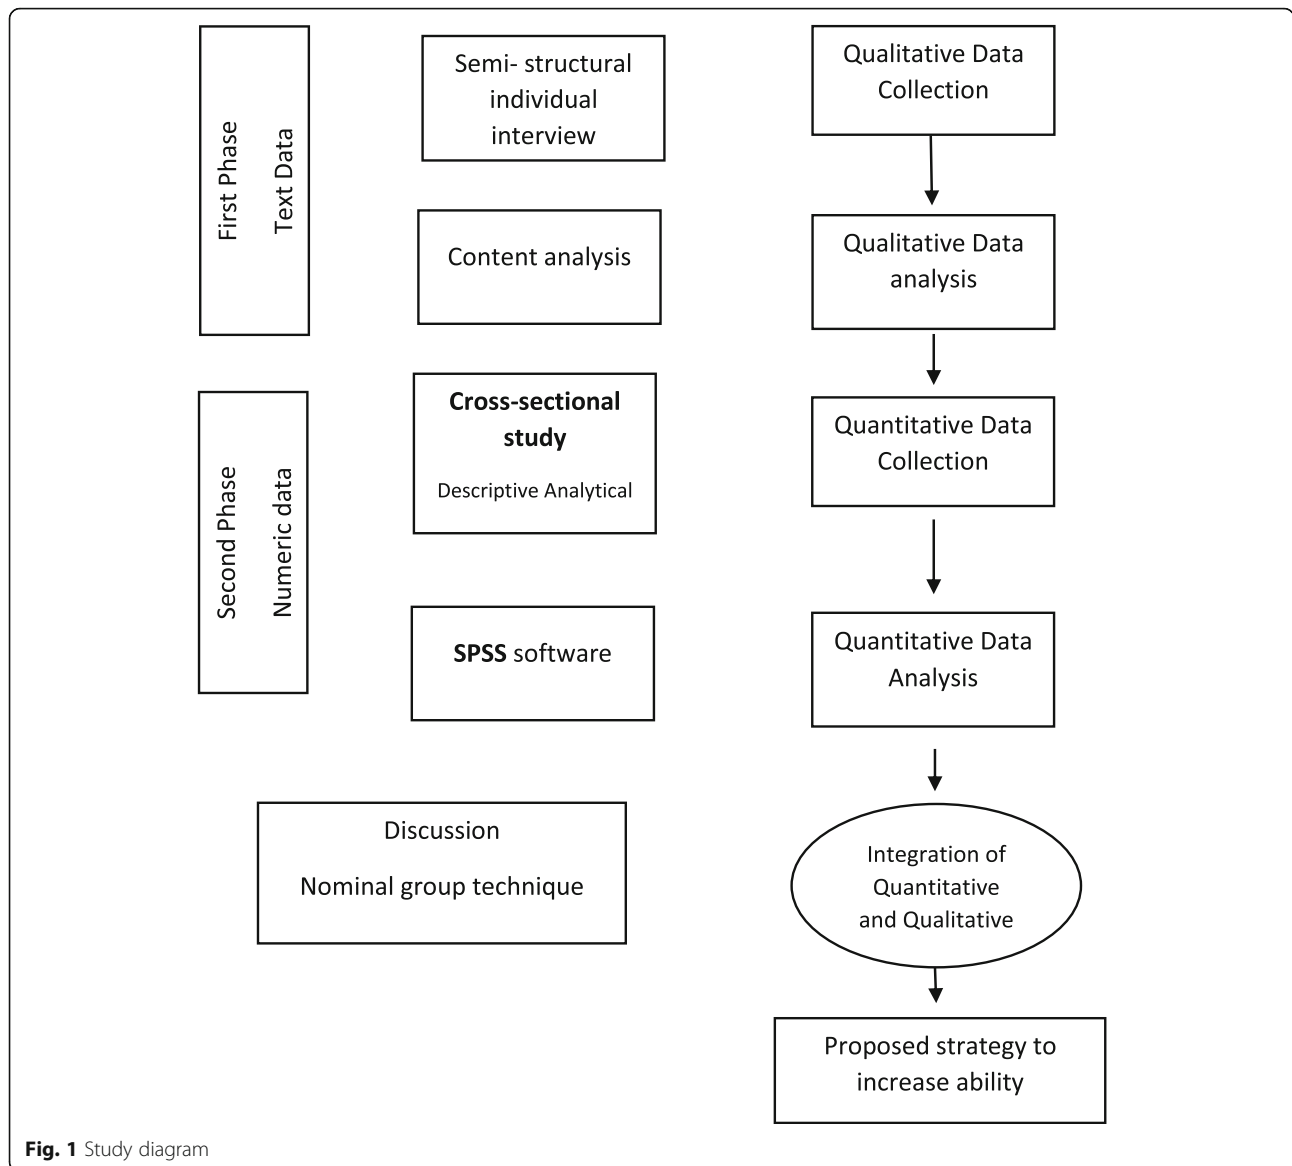 First Phase
Text Data
Semi- structural
individual
interview
Qualitative Data
Collection
Content analysis
Qualitative Data
analysis
Second Phase
Numeric data
Cross-sectional
study
Descriptive Analytical
Quantitative Data
Collection
SPSS software
Quantitative Data
Analysis
Discussion
Nominal group technique
Integration of
Quantitative
and Qualitative
Proposed strategy to
increase ability
Fig. 1 Study diagram